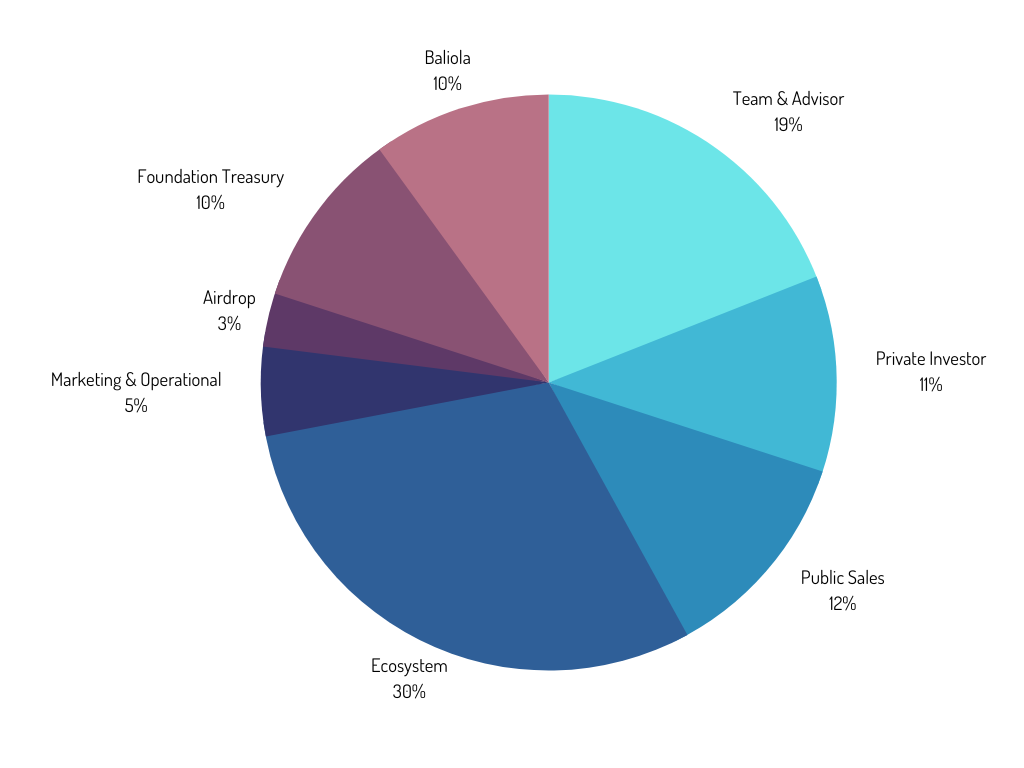 Baliola
10%
Team & Advisor
19%
Foundation Treasury
10%
Airdrop
3%
Private Investor
11%
Marketing & Operational
5%
Public Sales
12%
Ecosystem
30%